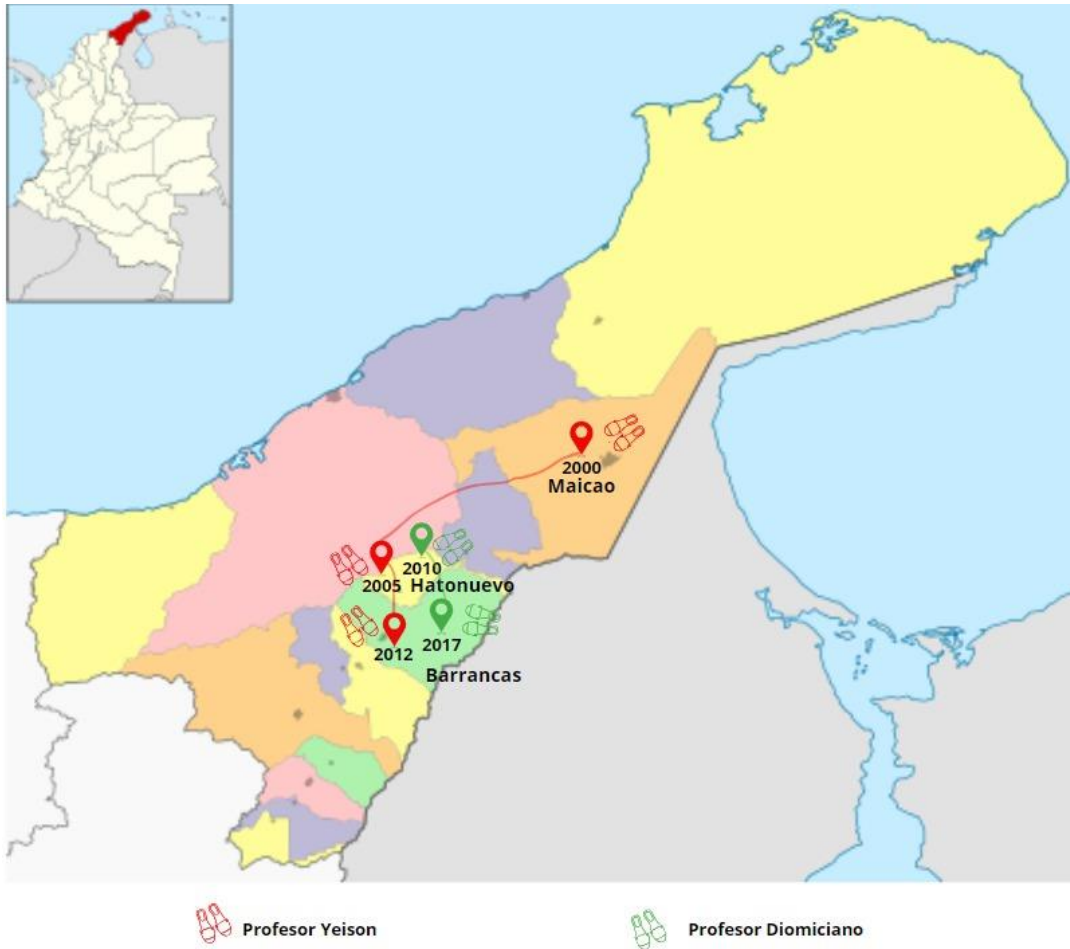 2000
Maicao
2010
2005
Hatonuevo
2012
2017
Barrancas
Profesor Yeison
Profesor Diomiciano